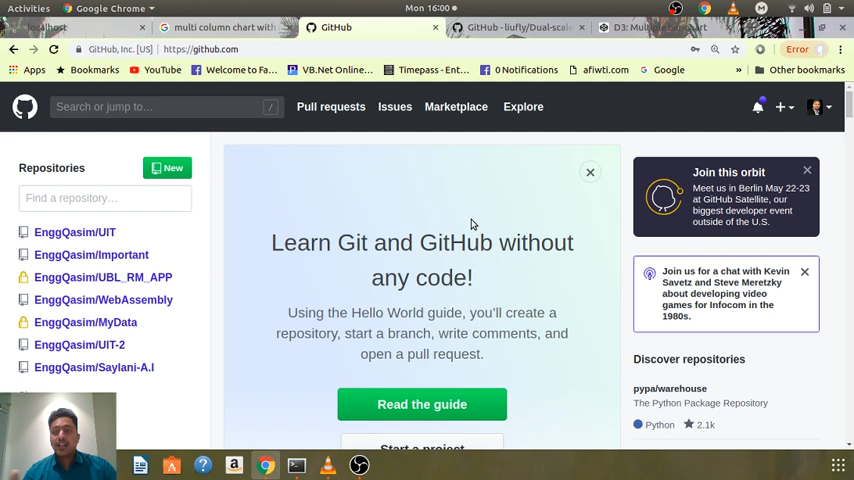 Activities
Google Chrome
Mon 16:00
localhost
multi column chart with
GitHub
GitHub - liufly/Dual-scale
D3: Multiple bar chart
GitHub, Inc. [US]
https://github.com
Error
Apps
Bookmarks
YouTube
Welcome to Fa...
VB.Net Online...
Timepass - Ent...
0 Notifications
afiwti.com
Google
»
Other bookmarks
Search or jump to...
/
Pull requests
Issues
Marketplace
Explore
Repositories
New
Find a repository…
EnggQasim/UIT
EnggQasim/Important
EnggQasim/UBL_RM_APP
EnggQasim/WebAssembly
EnggQasim/MyData
EnggQasim/UIT-2
EnggQasim/Saylani-A.I
Learn Git and GitHub without
any code!
Using the Hello World guide, you’ll create a
repository, start a branch, write comments, and
open a pull request.
Read the guide
Start a project
Join this orbit
Meet us in Berlin May 22-23
at GitHub Satellite, our
biggest developer event
outside of the U.S.
Join us for a chat with Kevin
Savetz and Steve Meretzky
about developing video
games for Infocom in the
1980s.
Discover repositories
pypa/warehouse
The Python Package Repository
Python
2.1k